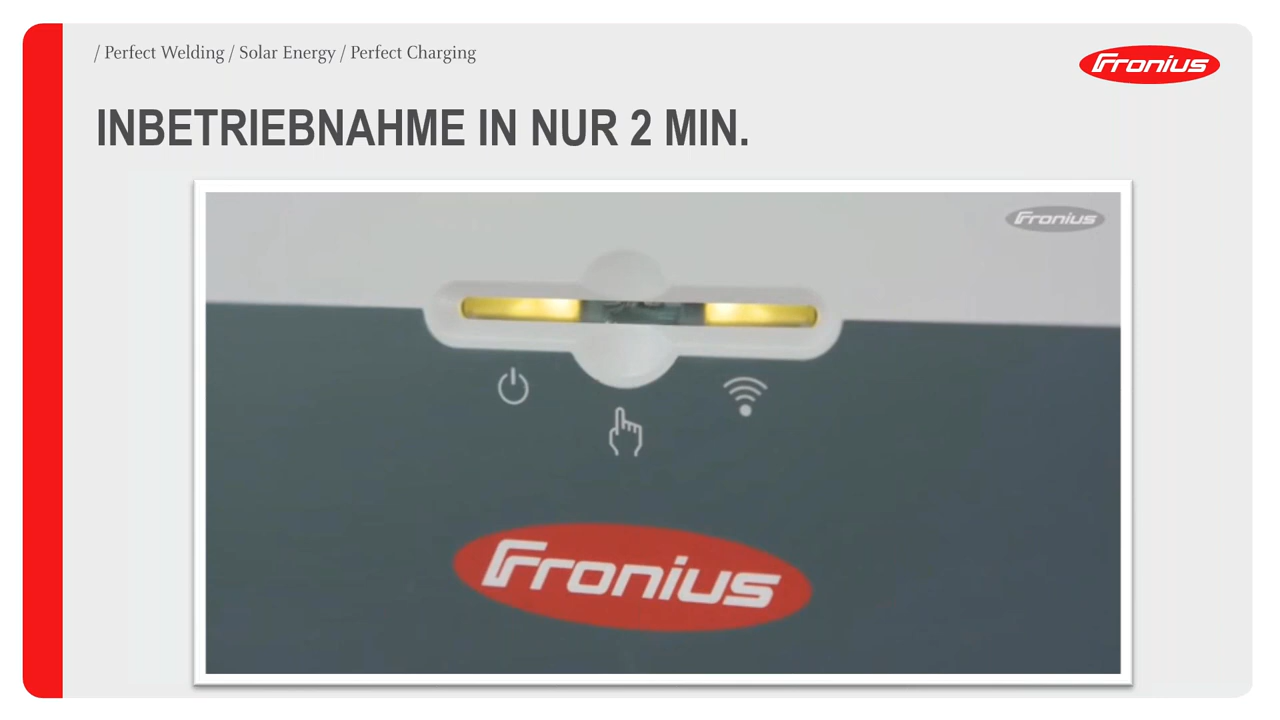 / Perfect Welding / Solar Energy / Perfect Charging
Fronius
INBETRIEBNAHME IN NUR 2 MIN.
Fronius
Fronius